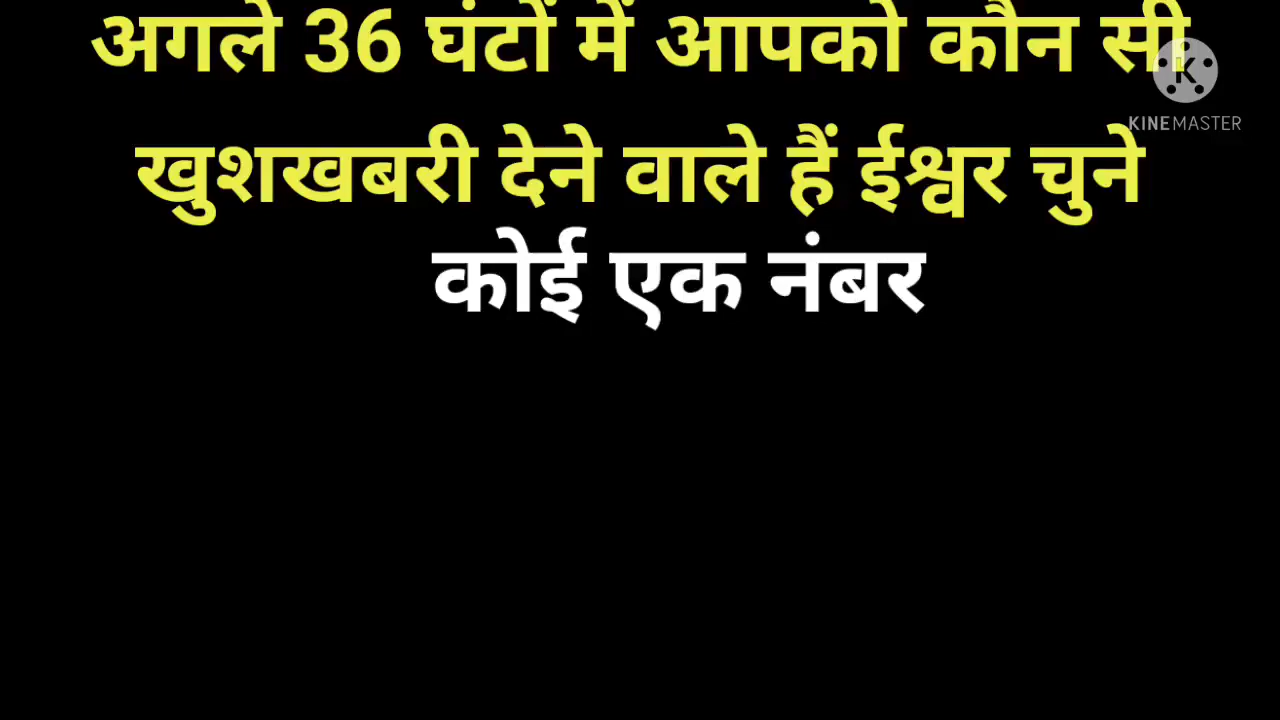 अगले 36 घंटों में आपको कौन सी
KINEMASTER
खुशखबरी देने वाले हैं ईश्वर चुने
कोई एक नंबर